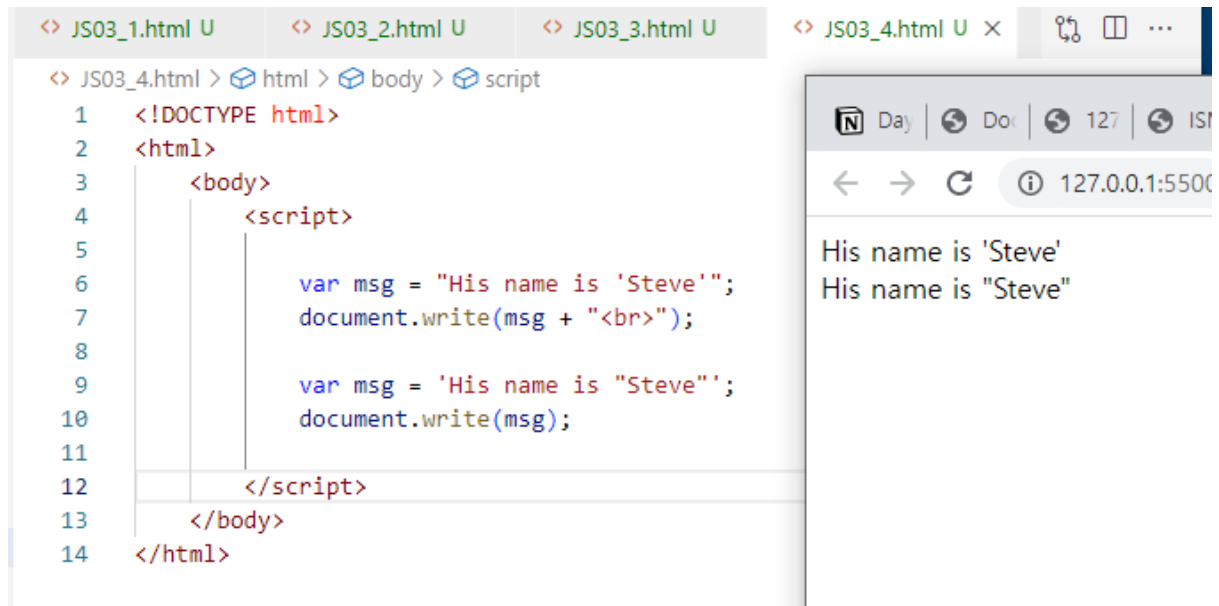 JS03_1.html U JS03_2.html U JS03_3.html U JS03_4.html U
JS03_4.html > html > body > script
1 <!DOCTYPE html>
2 <html>
3 <body>
4 <script>
5
6 var msg = "His name is 'Steve'";
7 document.write(msg + "<br>");
8
9 var msg = 'His name is "Steve"';
10 document.write(msg);
11
12 </script>
13 </body>
14 </html>
N Day Do 127 ISM
127.0.0.1:5500
His name is 'Steve'
His name is "Steve"